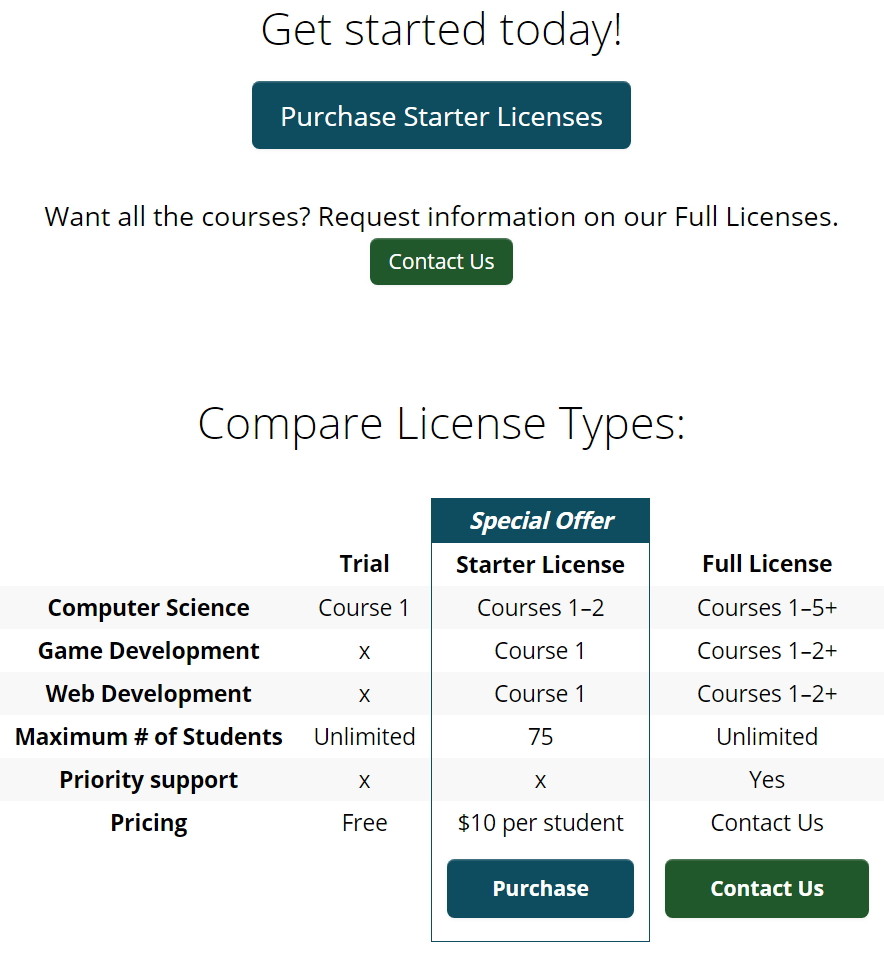 Get started today!
Purchase Starter Licenses
Want all the courses? Request information on our Full Licenses.
Contact Us
Compare License Types:
Special Offer
Trial Starter License Full License
Computer Science Course 1 Courses 1–2 Courses 1–5+
Game Development x Course 1 Courses 1–2+
Web Development x Course 1 Courses 1–2+
Maximum # of Students Unlimited 75 Unlimited
Priority support x x Yes
Pricing Free $10 per student Contact Us
Purchase Contact Us